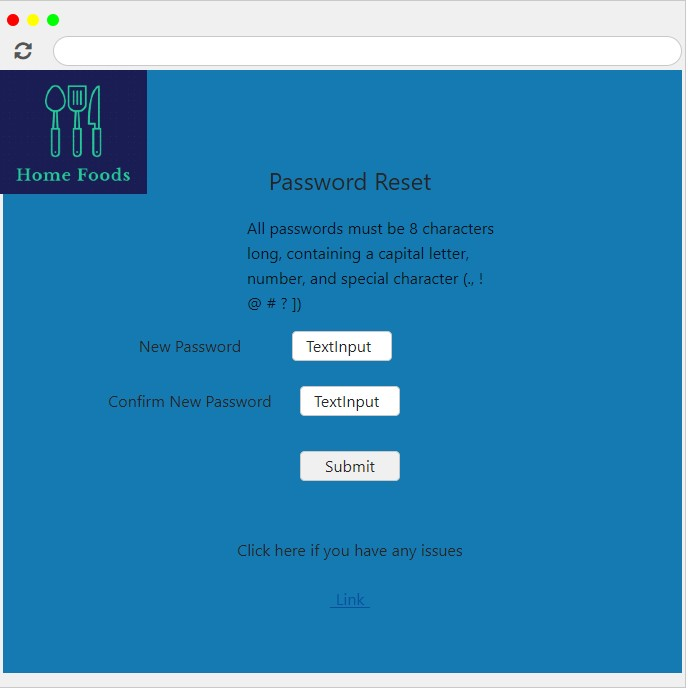 Home Foods
Password Reset
All passwords must be 8 characters
long, containing a capital letter,
number, and special character (., !
@ # ? ])
New Password TextInput
Confirm New Password TextInput
Submit
Click here if you have any issues
Link